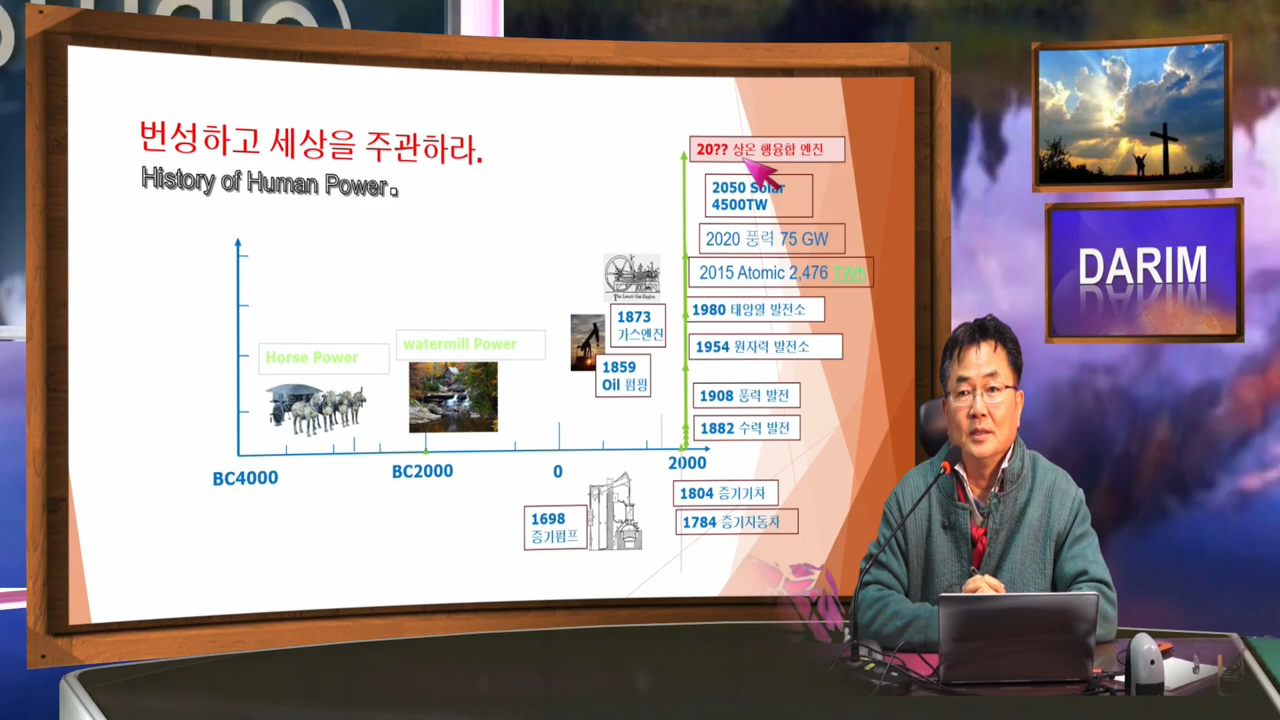 번성하고 세상을 주관하라.
History of Human Power.
20?? 상온 핵융합 엔진
2050 Solar
4500TW
2020 풍력 75 GW
2015 Atomic 2,476 TWh
1980 태양열 발전소
1954 원자력 발전소
1908 풍력 발전
1882 수력 발전
The Lenoir Gas Engine
1873
가스엔진
1859
Oil 펌핑
Horse Power
watermill Power
BC4000
BC2000
0
2000
1804 증기기차
1784 증기자동차
1698
증기펌프
DARIM